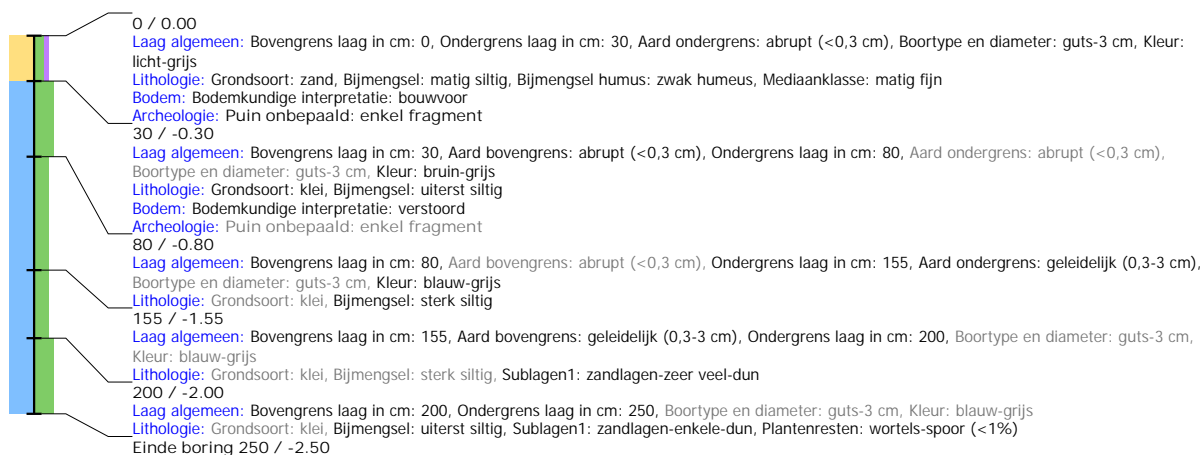 0 / 0.00
Laag algemeen: Bovengrens laag in cm: 0, Ondergrens laag in cm: 30, Aard ondergrens: abrupt (<0,3 cm), Boortype en diameter: guts-3 cm, Kleur:
licht-grijs
Lithologie: Grondsoort: zand, Bijmengsel: matig siltig, Bijmengsel humus: zwak humeus, Mediaanklasse: matig fijn
Bodem: Bodemkundige interpretatie: bouwvoor
Archeologie: Puin onbepaald: enkel fragment
30 / -0.30
Laag algemeen: Bovengrens laag in cm: 30, Aard bovengrens: abrupt (<0,3 cm), Ondergrens laag in cm: 80, Aard ondergrens: abrupt (<0,3 cm),
Boortype en diameter: guts-3 cm, Kleur: bruin-grijs
Lithologie: Grondsoort: klei, Bijmengsel: uiterst siltig
Bodem: Bodemkundige interpretatie: verstoord
Archeologie: Puin onbepaald: enkel fragment
80 / -0.80
Laag algemeen: Bovengrens laag in cm: 80, Aard bovengrens: abrupt (<0,3 cm), Ondergrens laag in cm: 155, Aard ondergrens: geleidelijk (0,3-3 cm),
Boortype en diameter: guts-3 cm, Kleur: blauw-grijs
Lithologie: Grondsoort: klei, Bijmengsel: sterk siltig
155 / -1.55
Laag algemeen: Bovengrens laag in cm: 155, Aard bovengrens: geleidelijk (0,3-3 cm), Ondergrens laag in cm: 200, Boortype en diameter: guts-3 cm,
Kleur: blauw-grijs
Lithologie: Grondsoort: klei, Bijmengsel: sterk siltig, Sublagen1: zandlagen-zeer veel-dun
200 / -2.00
Laag algemeen: Bovengrens laag in cm: 200, Ondergrens laag in cm: 250, Boortype en diameter: guts-3 cm, Kleur: blauw-grijs
Lithologie: Grondsoort: klei, Bijmengsel: uiterst siltig, Sublagen1: zandlagen-enkele-dun, Plantenresten: wortels-spoor (<1%)
Einde boring 250 / -2.50